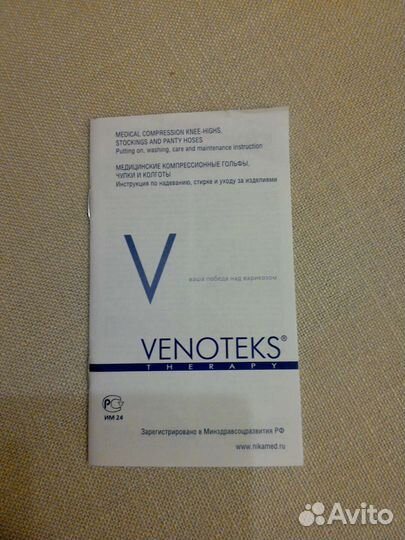 MEDICAL COMPRESSION KNEE-HIGHS,
STOCKINGS AND PANTY HOSES
Putting on, washing, care and maintenance instruction
МЕДИЦИНСКИЕ КОМПРЕССИОННЫЕ ГОЛЬФЫ,
ЧУЛКИ И КОЛГОТЫ
Инструкция по надеванию, стирке и уходу за изделиями
V
ваша победа над варикозом
VENOTEKS®
THERAPY
РСТ
ИМ 24
Зарегистрировано в Минздравсоцразвития РФ
www.nikamed.ru
Avito